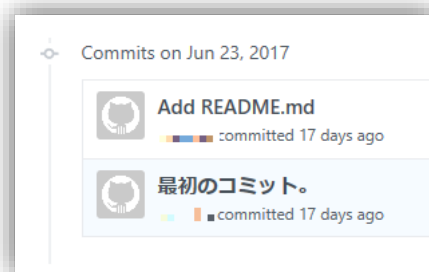 Commits on Jun 23, 2017
Add README.md
committed 17 days ago
最初のコミット。
committed 17 days ago